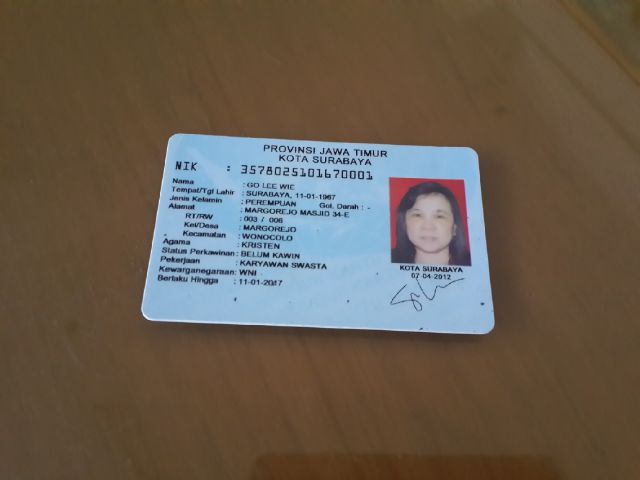 PROVINSI JAWA TIMUR
KOTA SURABAYA
NIK : 3578025101670001
Nama : GO LEE WIE
Tempat/Tgl Lahir : SURABAYA, 11-01-1967
Jenis Kelamin : PEREMPUAN Gol. Darah : -
Alamat : MARGOREJO MASJID 34-E
RT/RW : 003 / 006
Kel/Desa : MARGOREJO
Kecamatan : WONOCOLO
Agama : KRISTEN
Status Perkawinan : BELUM KAWIN
Pekerjaan : KARYAWAN SWASTA
Kewarganegaraan : WNI
Berlaku Hingga : 11-01-2017
KOTA SURABAYA
07-04-2012